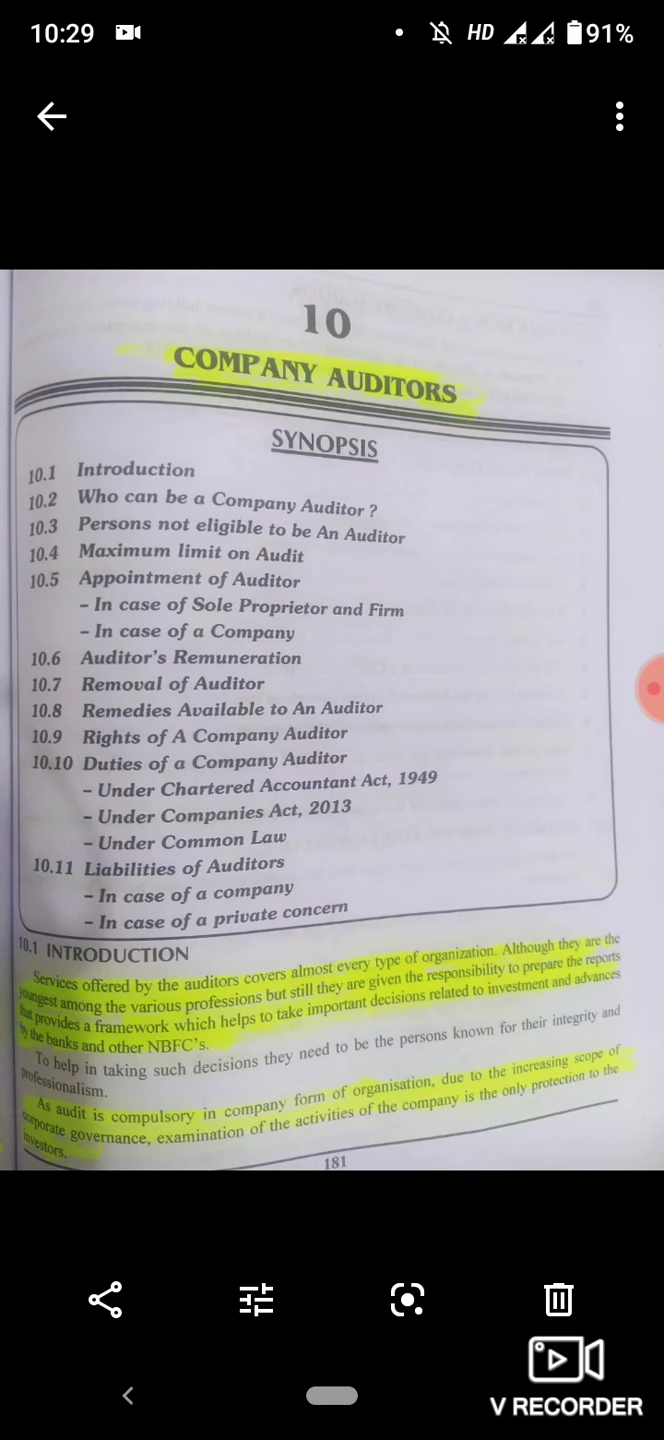 10:29 HD 91%
10
COMPANY AUDITORS
SYNOPSIS
10.1 Introduction
10.2 Who can be a Company Auditor ?
10.3 Persons not eligible to be An Auditor
10.4 Maximum limit on Audit
10.5 Appointment of Auditor
– In case of Sole Proprietor and Firm
– In case of a Company
10.6 Auditor's Remuneration
10.7 Removal of Auditor
10.8 Remedies Available to An Auditor
10.9 Rights of A Company Auditor
10.10 Duties of a Company Auditor
– Under Chartered Accountant Act, 1949
– Under Companies Act, 2013
– Under Common Law
10.11 Liabilities of Auditors
– In case of a company
– In case of a private concern
10.1 INTRODUCTION
Services offered by the auditors covers almost every type of organization. Although they are the
youngest among the various professions but still they are given the responsibility to prepare the reports
that provides a framework which helps to take important decisions related to investment and advances
by the banks and other NBFC's.
To help in taking such decisions they need to be the persons known for their integrity and
professionalism.
As audit is compulsory in company form of organisation, due to the increasing scope of
corporate governance, examination of the activities of the company is the only protection to the
investors.
181
V RECORDER